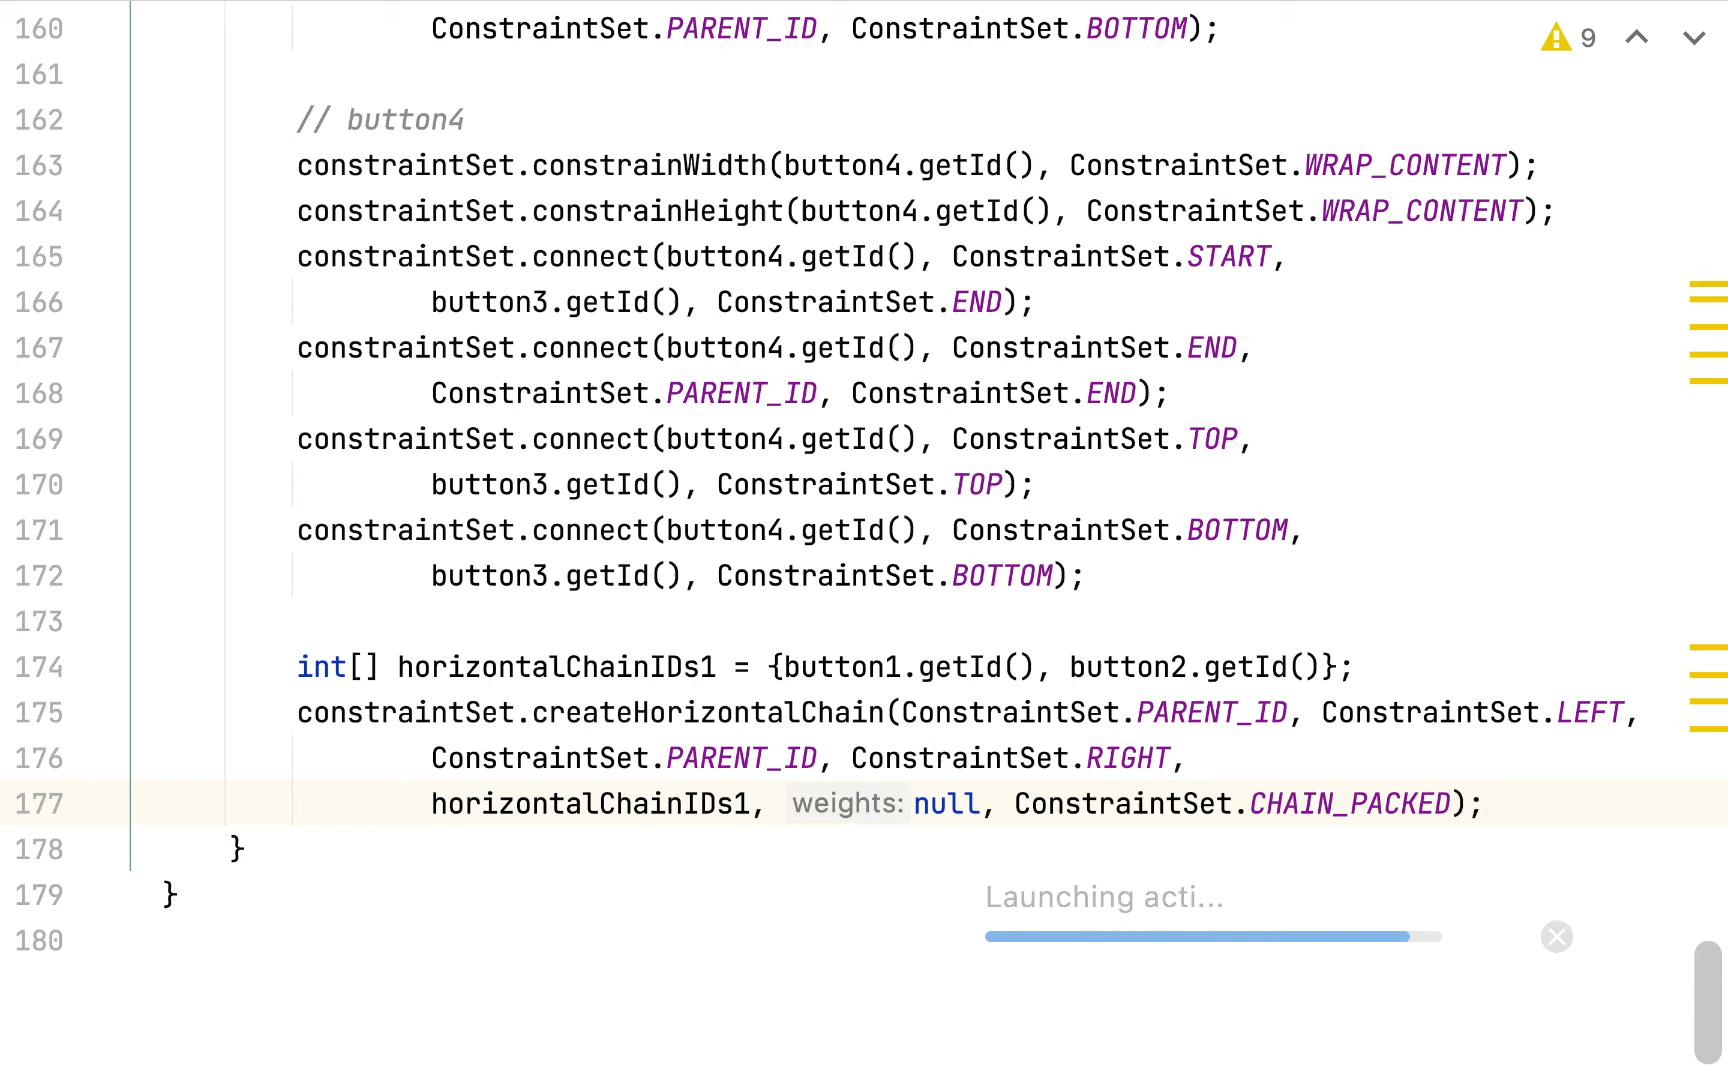 160 ConstraintSet.PARENT_ID, ConstraintSet.BOTTOM);
9
161
162 // button4
163 constraintSet.constrainWidth(button4.getId(), ConstraintSet.WRAP_CONTENT);
164 constraintSet.constrainHeight(button4.getId(), ConstraintSet.WRAP_CONTENT);
165 constraintSet.connect(button4.getId(), ConstraintSet.START,
166 button3.getId(), ConstraintSet.END);
167 constraintSet.connect(button4.getId(), ConstraintSet.END,
168 ConstraintSet.PARENT_ID, ConstraintSet.END);
169 constraintSet.connect(button4.getId(), ConstraintSet.TOP,
170 button3.getId(), ConstraintSet.TOP);
171 constraintSet.connect(button4.getId(), ConstraintSet.BOTTOM,
172 button3.getId(), ConstraintSet.BOTTOM);
173
174 int[] horizontalChainIDs1 = {button1.getId(), button2.getId()};
175 constraintSet.createHorizontalChain(ConstraintSet.PARENT_ID, ConstraintSet.LEFT,
176 ConstraintSet.PARENT_ID, ConstraintSet.RIGHT,
177 horizontalChainIDs1, weights: null, ConstraintSet.CHAIN_PACKED);
178 }
179 }
Launching acti...
180